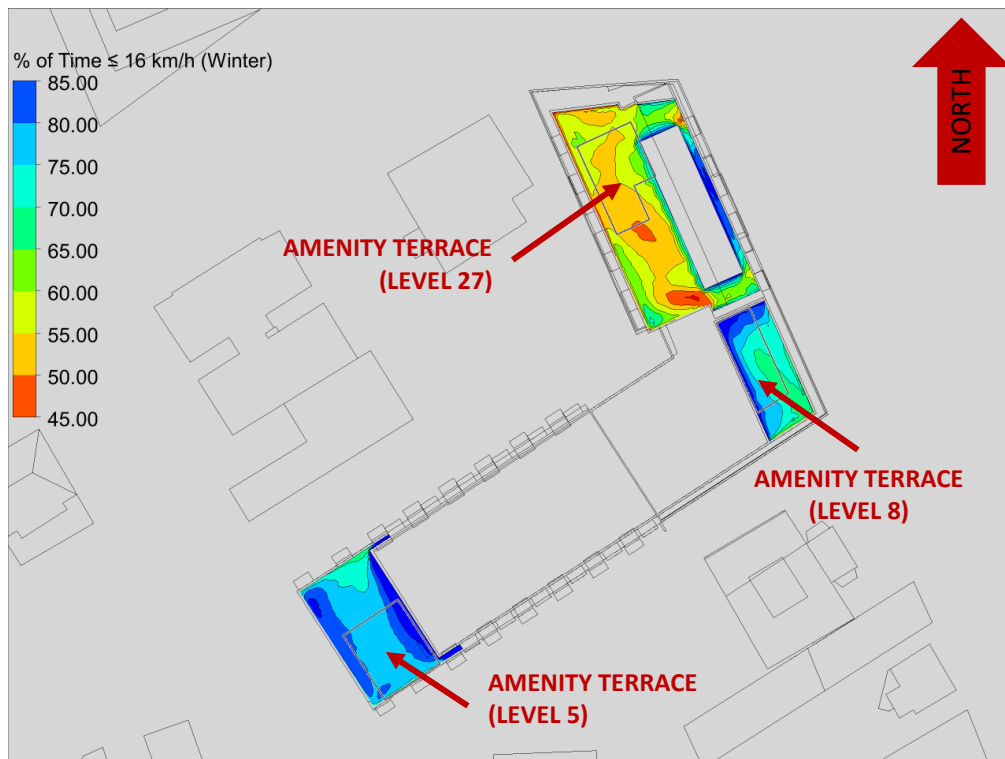 % of Time ≤ 16 km/h (Winter)
85.00
80.00
75.00
70.00
65.00
60.00
55.00
50.00
45.00
NORTH
AMENITY TERRACE
(LEVEL 27)
AMENITY TERRACE
(LEVEL 8)
AMENITY TERRACE
(LEVEL 5)